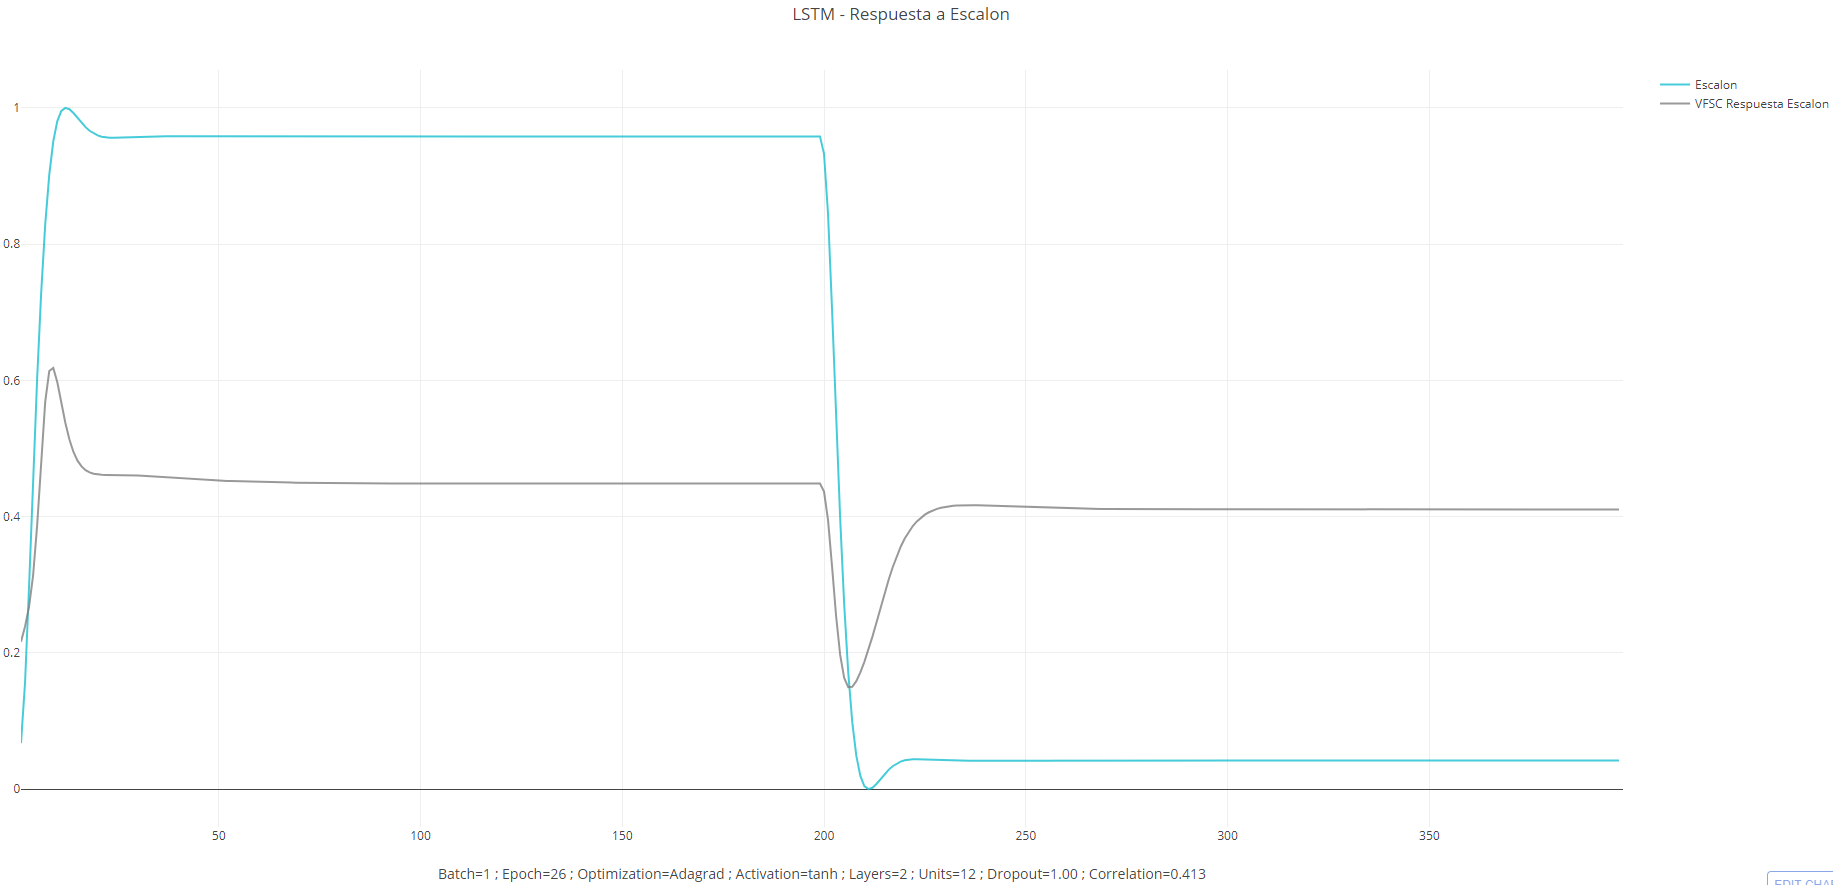 LSTM - Respuesta a Escalon
Escalon
VFSC Respuesta Escalon
1
0.8
0.6
0.4
0.2
0
50 100 150 200 250 300 350
Batch=1 ; Epoch=26 ; Optimization=Adagrad ; Activation=tanh ; Layers=2 ; Units=12 ; Dropout=1.00 ; Correlation=0.413
EDIT